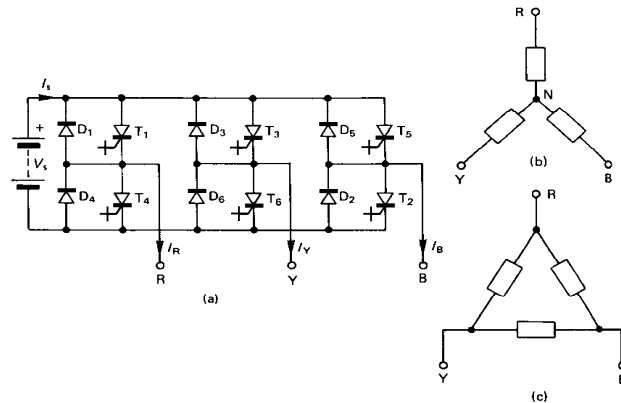 I_s
+
V_s
D_1
T_1
D_3
T_3
D_5
T_5
D_4
T_4
D_6
T_6
D_2
T_2
I_R
I_Y
I_B
R
Y
B
(a)
R
N
Y
B
(b)
R
Y
(c)